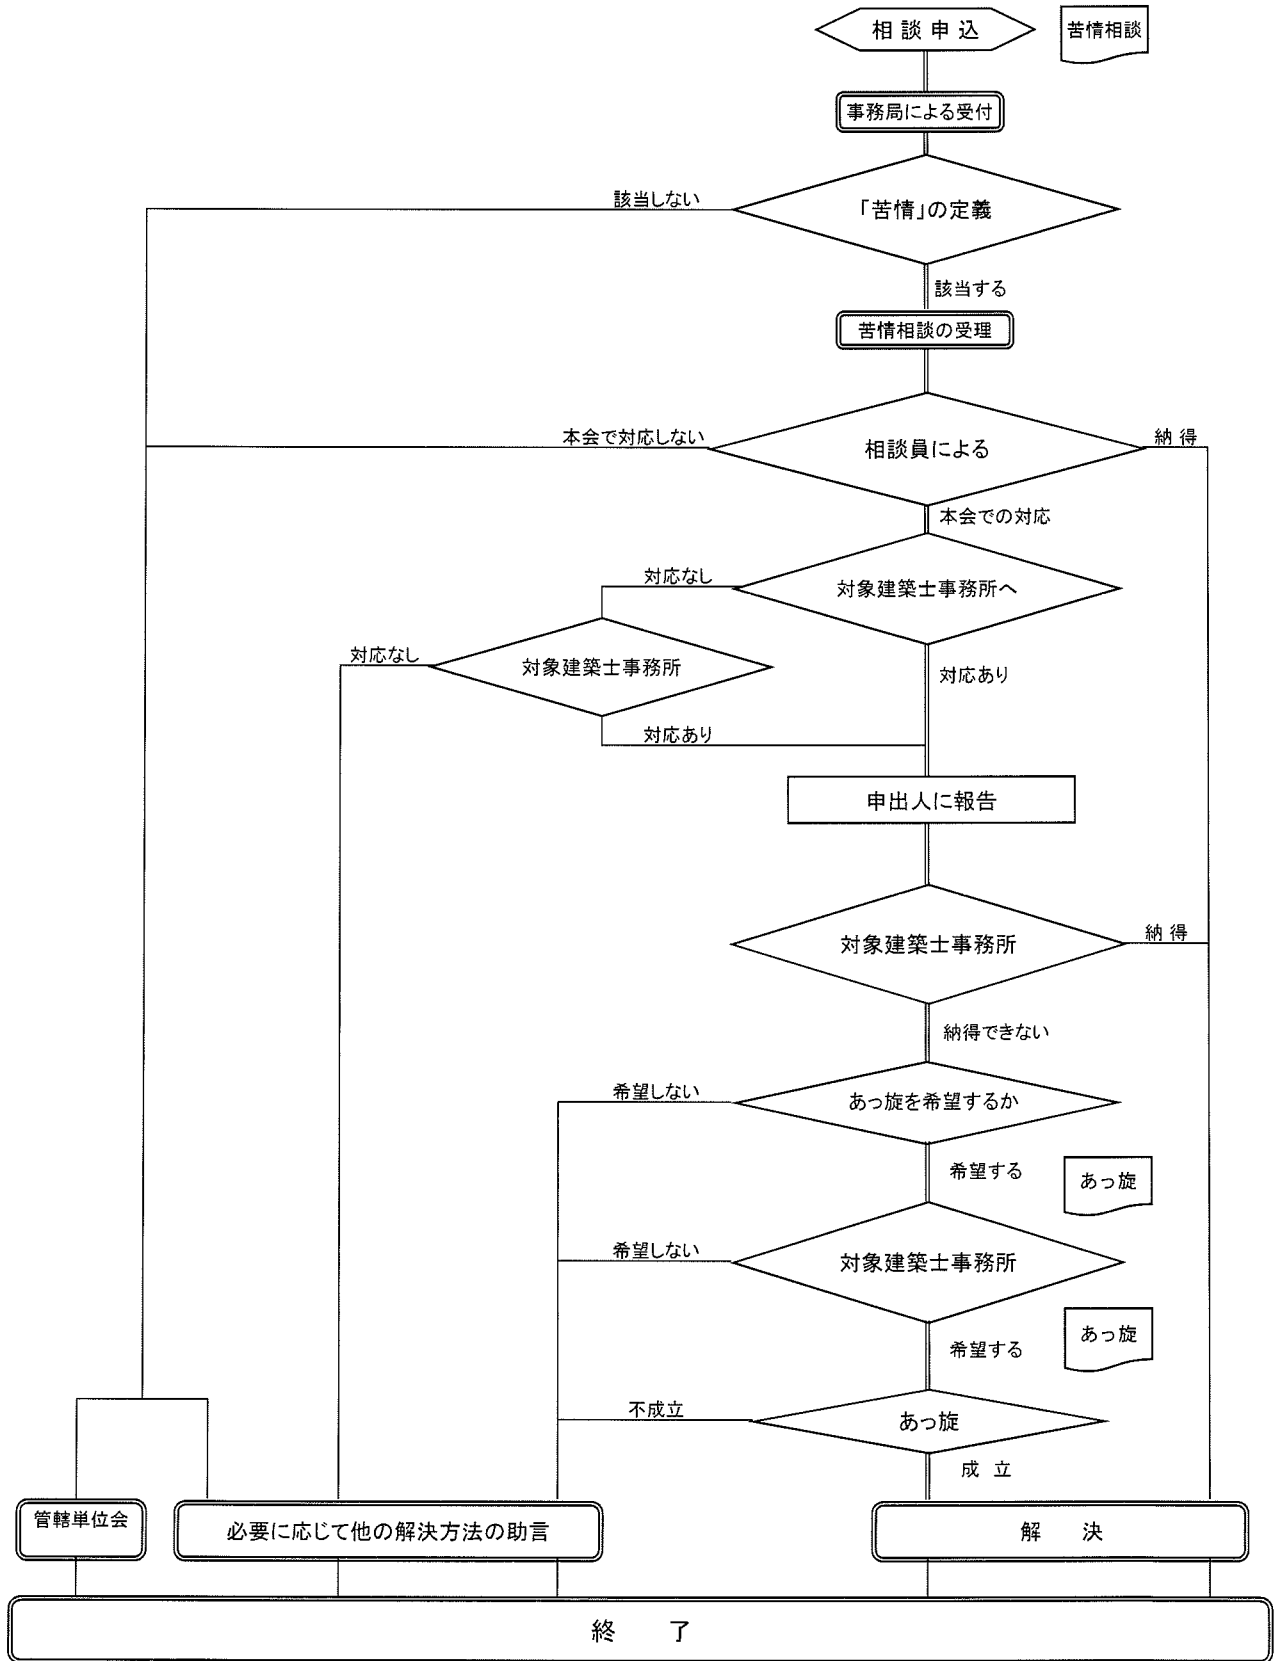 相 談 申 込
苦情相談
事務局による受付
該当しない
「苦情」の定義
該当する
苦情相談の受理
本会で対応しない
相談員による
納 得
本会での対応
対応なし
対象建築士事務所へ
対応なし
対象建築士事務所
対応あり
対応あり
申出人に報告
対象建築士事務所
納 得
納得できない
希望しない
あっ旋を希望するか
希望する
あっ旋
希望しない
対象建築士事務所
希望する
あっ旋
不成立
あっ旋
成 立
管轄単位会
必要に応じて他の解決方法の助言
解 決
終 了